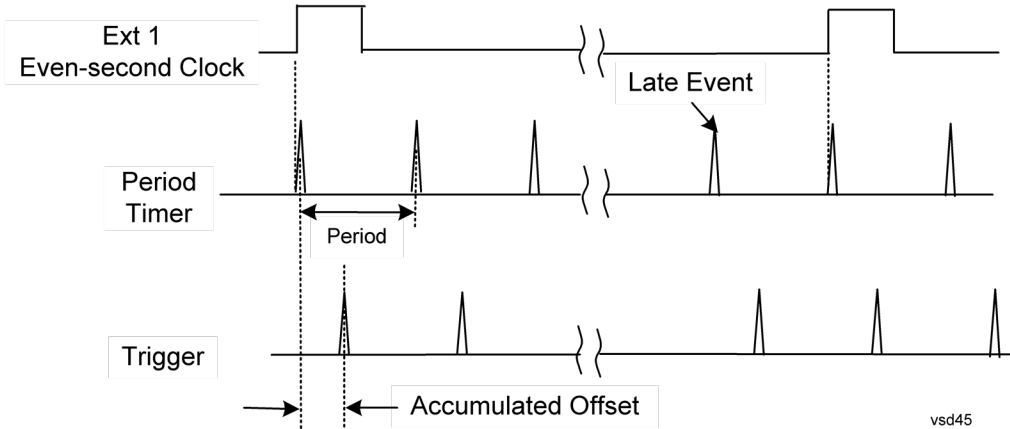 Ext 1
Even-second Clock
Late Event
Period
Timer
Period
Trigger
Accumulated Offset
vsd45